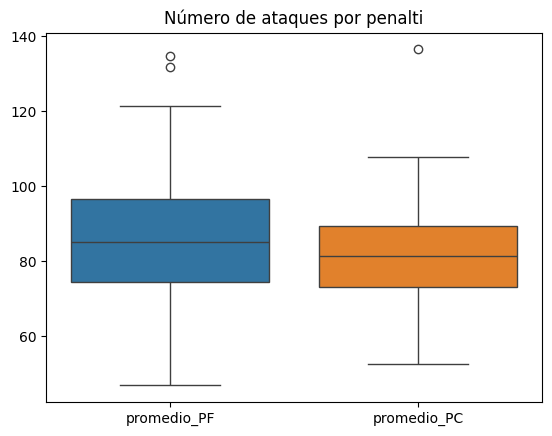 Número de ataques por penalti
140
120
100
80
60
promedio_PF
promedio_PC